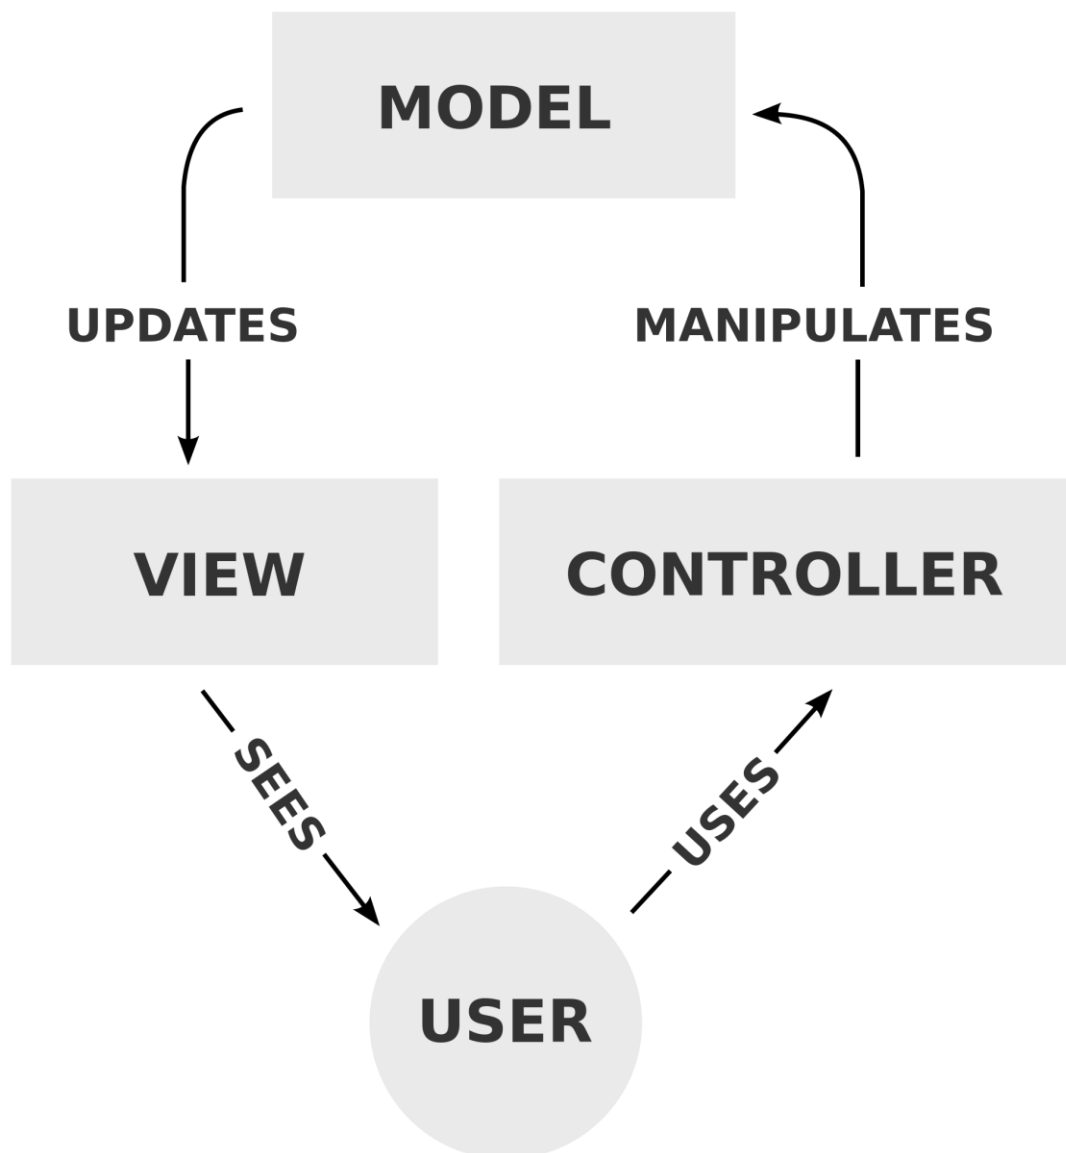 MODEL
UPDATES
MANIPULATES
VIEW
CONTROLLER
SEES
USES
USER